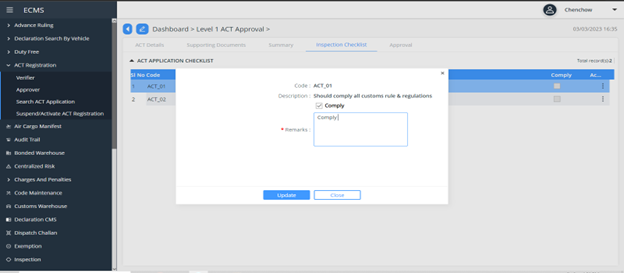 ECMS
Chenchow
Advance Ruling
Declaration Search By Vehicle
Duty Free
ACT Registration
Verifier
Approver
Search ACT Application
Suspend/Activate ACT Registration
Air Cargo Manifest
Audit Trail
Bonded Warehouse
Centralized Risk
Charges And Penalties
Code Maintenance
Customs Warehouse
Declaration CMS
Dispatch Challan
Exemption
Inspection
Dashboard > Level 1 ACT Approval >
03/03/2023 16:35
ACT Details Supporting Documents Summary Inspection Checklist Approval
ACT APPLICATION CHECKLIST
Total record(s):2
Sl No Code Comply Ac...
1 ACT_01
2 ACT_02
×
Code : ACT_01
Description : Should comply all customs rule & regulations
Comply
* Remarks : Comply
Update Close